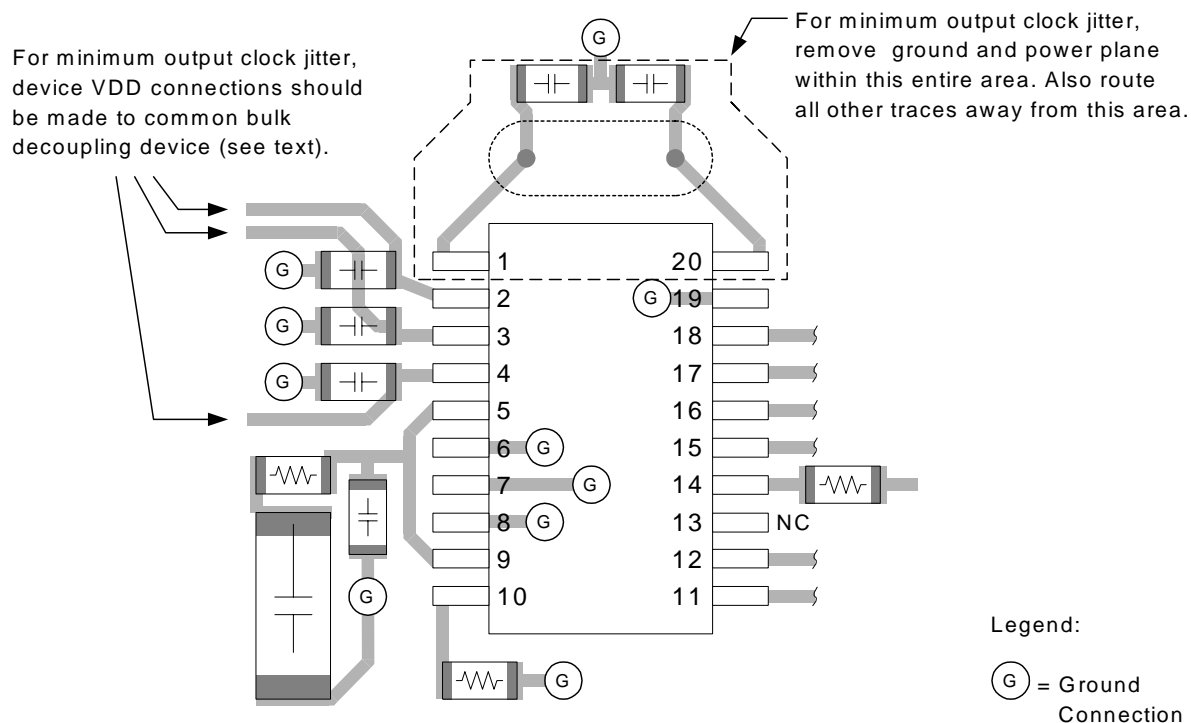 For minimum output clock jitter,
device VDD connections should
be made to common bulk
decoupling device (see text).
For minimum output clock jitter,
remove ground and power plane
within this entire area. Also route
all other traces away from this area.
G
G
G
G
G
G
G
G
G
G
1
2
3
4
5
6
7
8
9
10
20
19
18
17
16
15
14
13
12
11
NC
Legend:
G = Ground
Connection